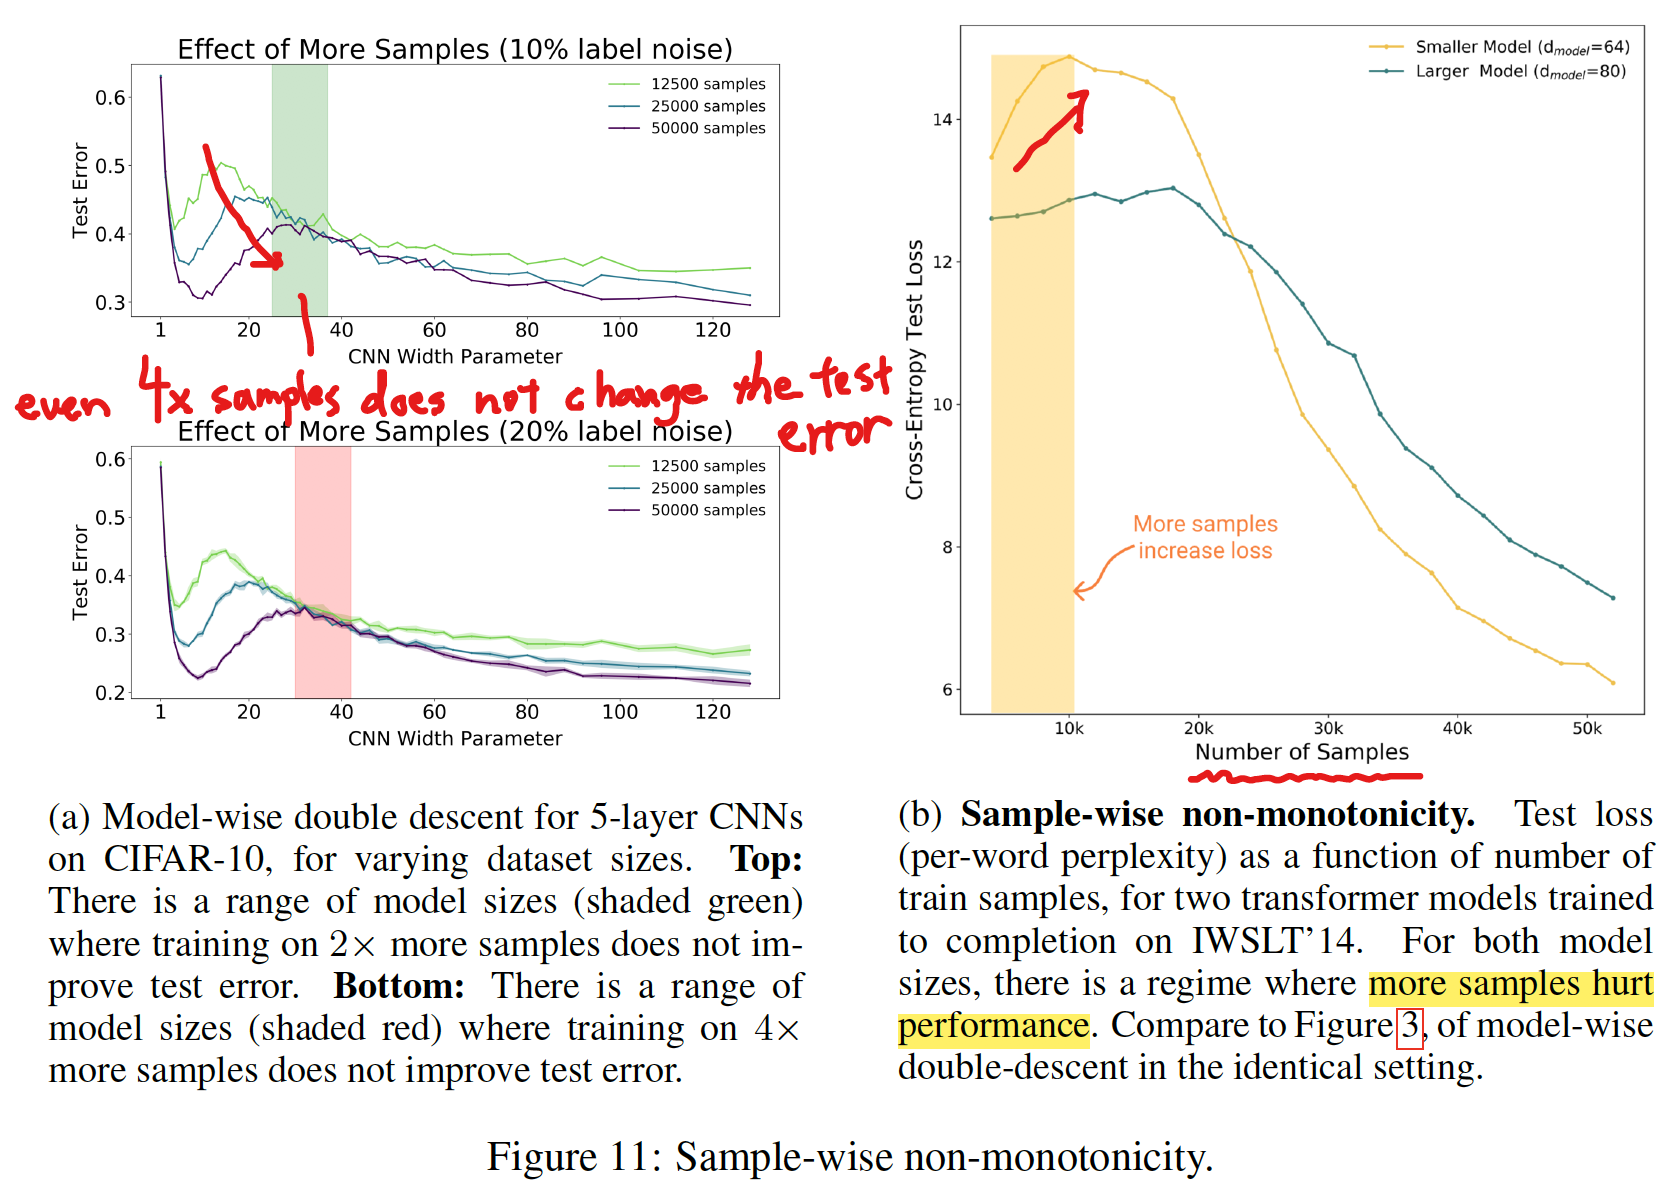 Effect of More Samples (10% label noise)
12500 samples
25000 samples
50000 samples
Test Error
0.6
0.5
0.4
0.3
1 20 40 60 80 100 120
CNN Width Parameter
even 4x samples does not change the test
error
Effect of More Samples (20% label noise)
12500 samples
25000 samples
50000 samples
Test Error
0.6
0.5
0.4
0.3
0.2
1 20 40 60 80 100 120
CNN Width Parameter
(a) Model-wise double descent for 5-layer CNNs
on CIFAR-10, for varying dataset sizes. Top:
There is a range of model sizes (shaded green)
where training on 2× more samples does not im-
prove test error. Bottom: There is a range of
model sizes (shaded red) where training on 4×
more samples does not improve test error.
Smaller Model (dmodel=64)
Larger Model (dmodel=80)
Cross-Entropy Test Loss
14
12
10
8
6
More samples
increase loss
10k 20k 30k 40k 50k
Number of Samples
(b) Sample-wise non-monotonicity. Test loss
(per-word perplexity) as a function of number of
train samples, for two transformer models trained
to completion on IWSLT’14. For both model
sizes, there is a regime where more samples hurt
performance. Compare to Figure 3, of model-wise
double-descent in the identical setting.
Figure 11: Sample-wise non-monotonicity.